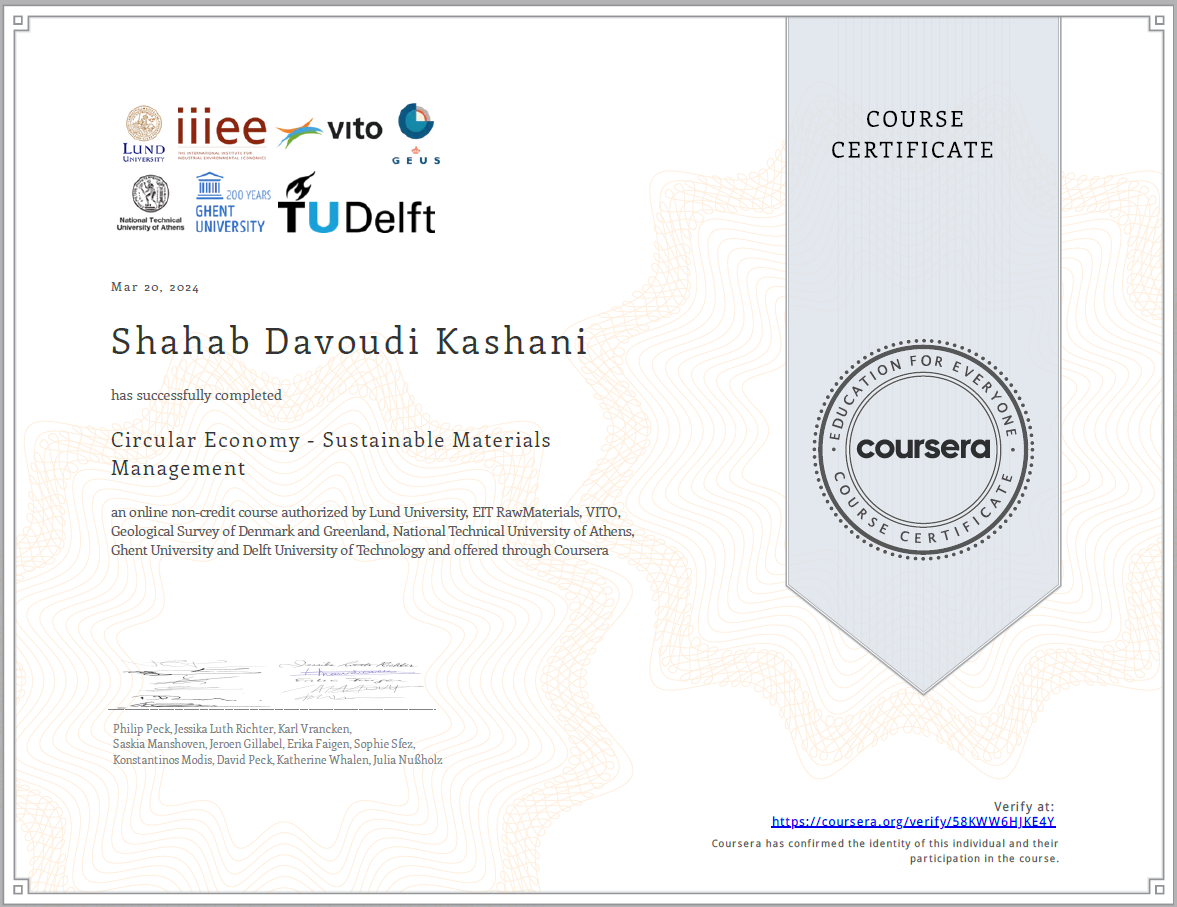 COURSE
CERTIFICATE
LUND
UNIVERSITY
iiiee
THE INTERNATIONAL INSTITUTE FOR
INDUSTRIAL ENVIRONMENTAL ECONOMICS
vito
GEUS
National Technical
University of Athens
200 YEARS
GHENT
UNIVERSITY
TUDelft
Mar 20, 2024
Shahab Davoudi Kashani
has successfully completed
Circular Economy - Sustainable Materials
Management
an online non-credit course authorized by Lund University, EIT RawMaterials, VITO,
Geological Survey of Denmark and Greenland, National Technical University of Athens,
Ghent University and Delft University of Technology and offered through Coursera
EDUCATION FOR EVERYONE
coursera
COURSE CERTIFICATE
Philip Peck, Jessika Luth Richter, Karl Vrancken,
Saskia Manshoven, Jeroen Gillabel, Erika Faigen, Sophie Sfez,
Konstantinos Modis, David Peck, Katherine Whalen, Julia Nußholz
Verify at:
https://coursera.org/verify/58KWW6HJKE4Y
Coursera has confirmed the identity of this individual and their
participation in the course.